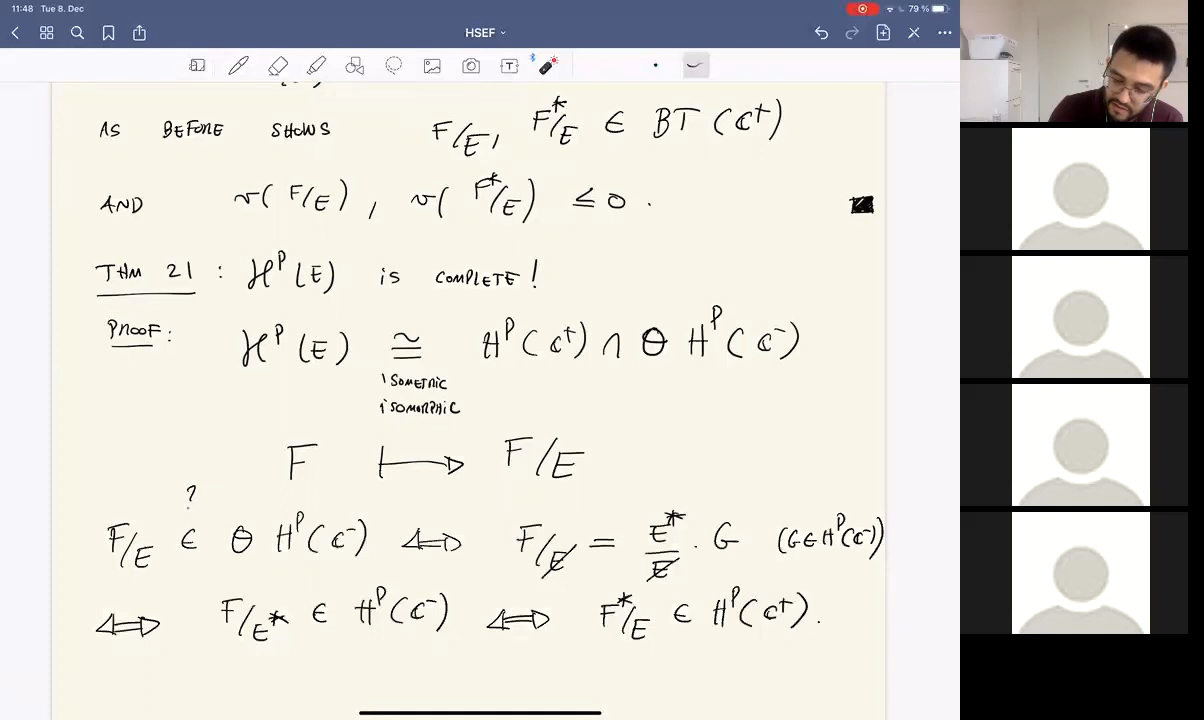 11:48 Tue 8. Dec 79 %
HSEF
T
AS BEFORE SHOWS F/E, F*/E ∈ BT(ℂ⁺)
AND v(F/E), v(F*/E) ≤ 0.
THM 21 : ℋᴾ(E) is COMPLETE!
PROOF: ℋᴾ(E) ≅ Hᴾ(ℂ⁺) ∩ Θ Hᴾ(ℂ⁻)
ISOMETRIC
ISOMORPHIC
F ↦ F/E
?
F/E ∈ Θ Hᴾ(ℂ⁻) ⟺ F/E = E*/E · G (G∈Hᴾ(ℂ⁻))
⟺ F/E* ∈ Hᴾ(ℂ⁻) ⟺ F*/E ∈ Hᴾ(ℂ⁺).